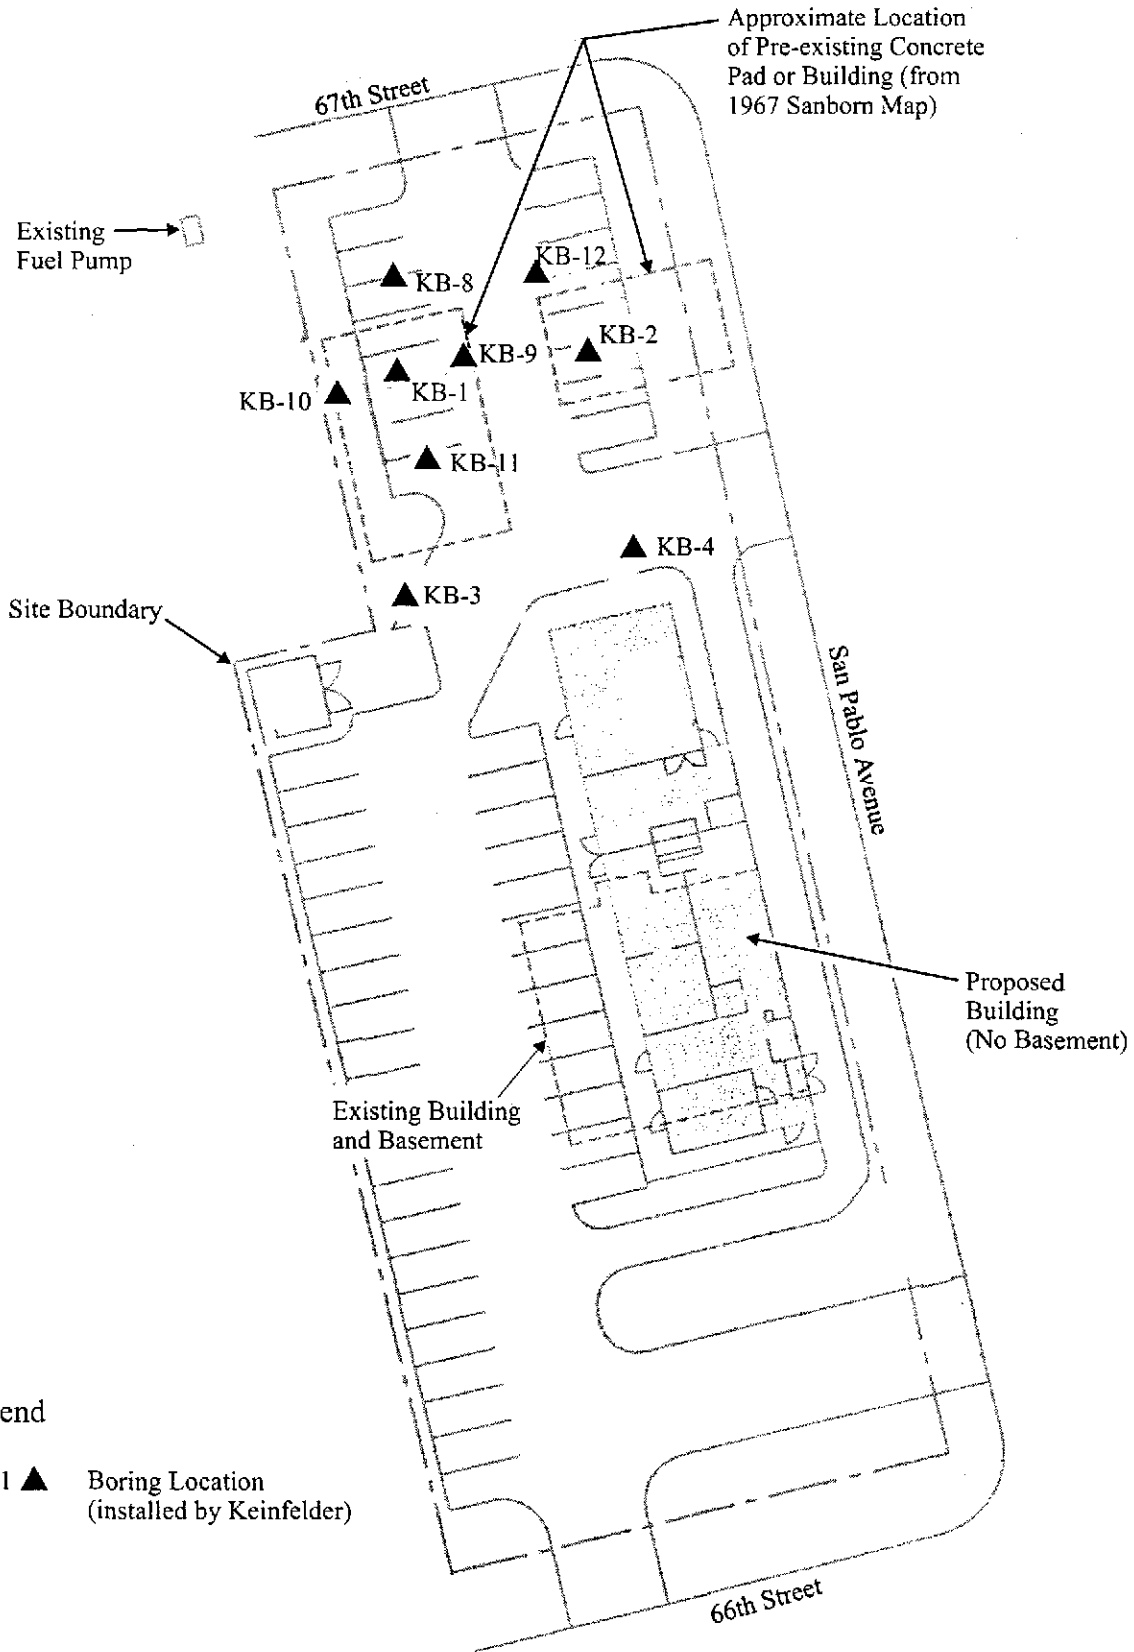 Approximate Location
of Pre-existing Concrete
Pad or Building (from
1967 Sanborn Map)
67th Street
Existing
Fuel Pump
KB-12
KB-8
KB-2
KB-9
KB-1
KB-10
KB-11
KB-4
KB-3
Site Boundary
San Pablo Avenue
Proposed
Building
(No Basement)
Existing Building
and Basement
end
1 Boring Location
(installed by Keinfelder)
66th Street